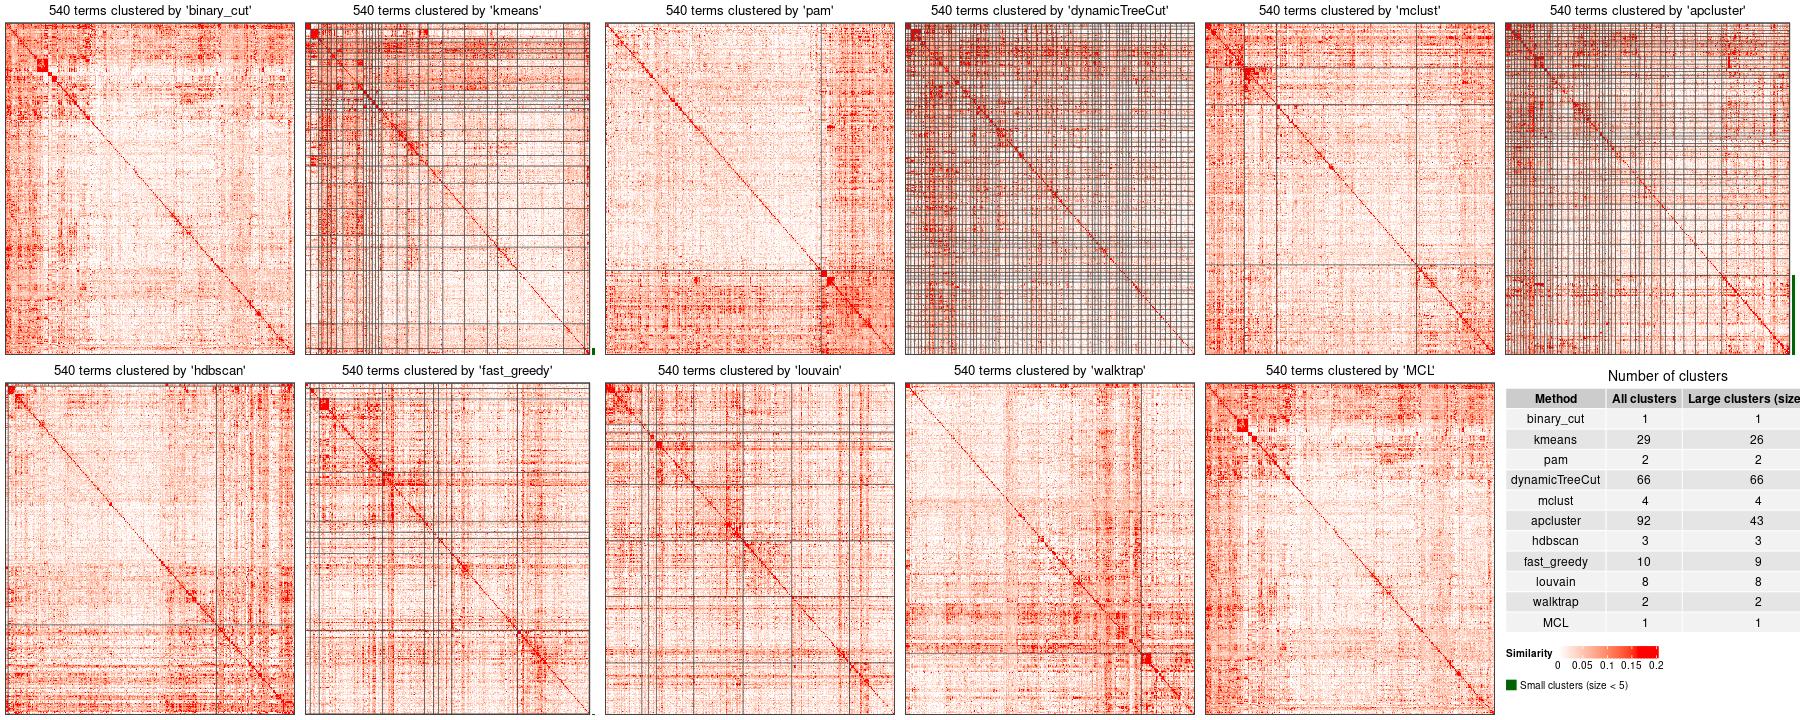 540 terms clustered by 'binary_cut'
540 terms clustered by 'kmeans'
540 terms clustered by 'pam'
540 terms clustered by 'dynamicTreeCut'
540 terms clustered by 'mclust'
540 terms clustered by 'apcluster'
540 terms clustered by 'hdbscan'
540 terms clustered by 'fast_greedy'
540 terms clustered by 'louvain'
540 terms clustered by 'walktrap'
540 terms clustered by 'MCL'
Number of clusters
Method All clusters Large clusters (size
binary_cut 1 1
kmeans 29 26
pam 2 2
dynamicTreeCut 66 66
mclust 4 4
apcluster 92 43
hdbscan 3 3
fast_greedy 10 9
louvain 8 8
walktrap 2 2
MCL 1 1
Similarity
0 0.05 0.1 0.15 0.2
Small clusters (size < 5)